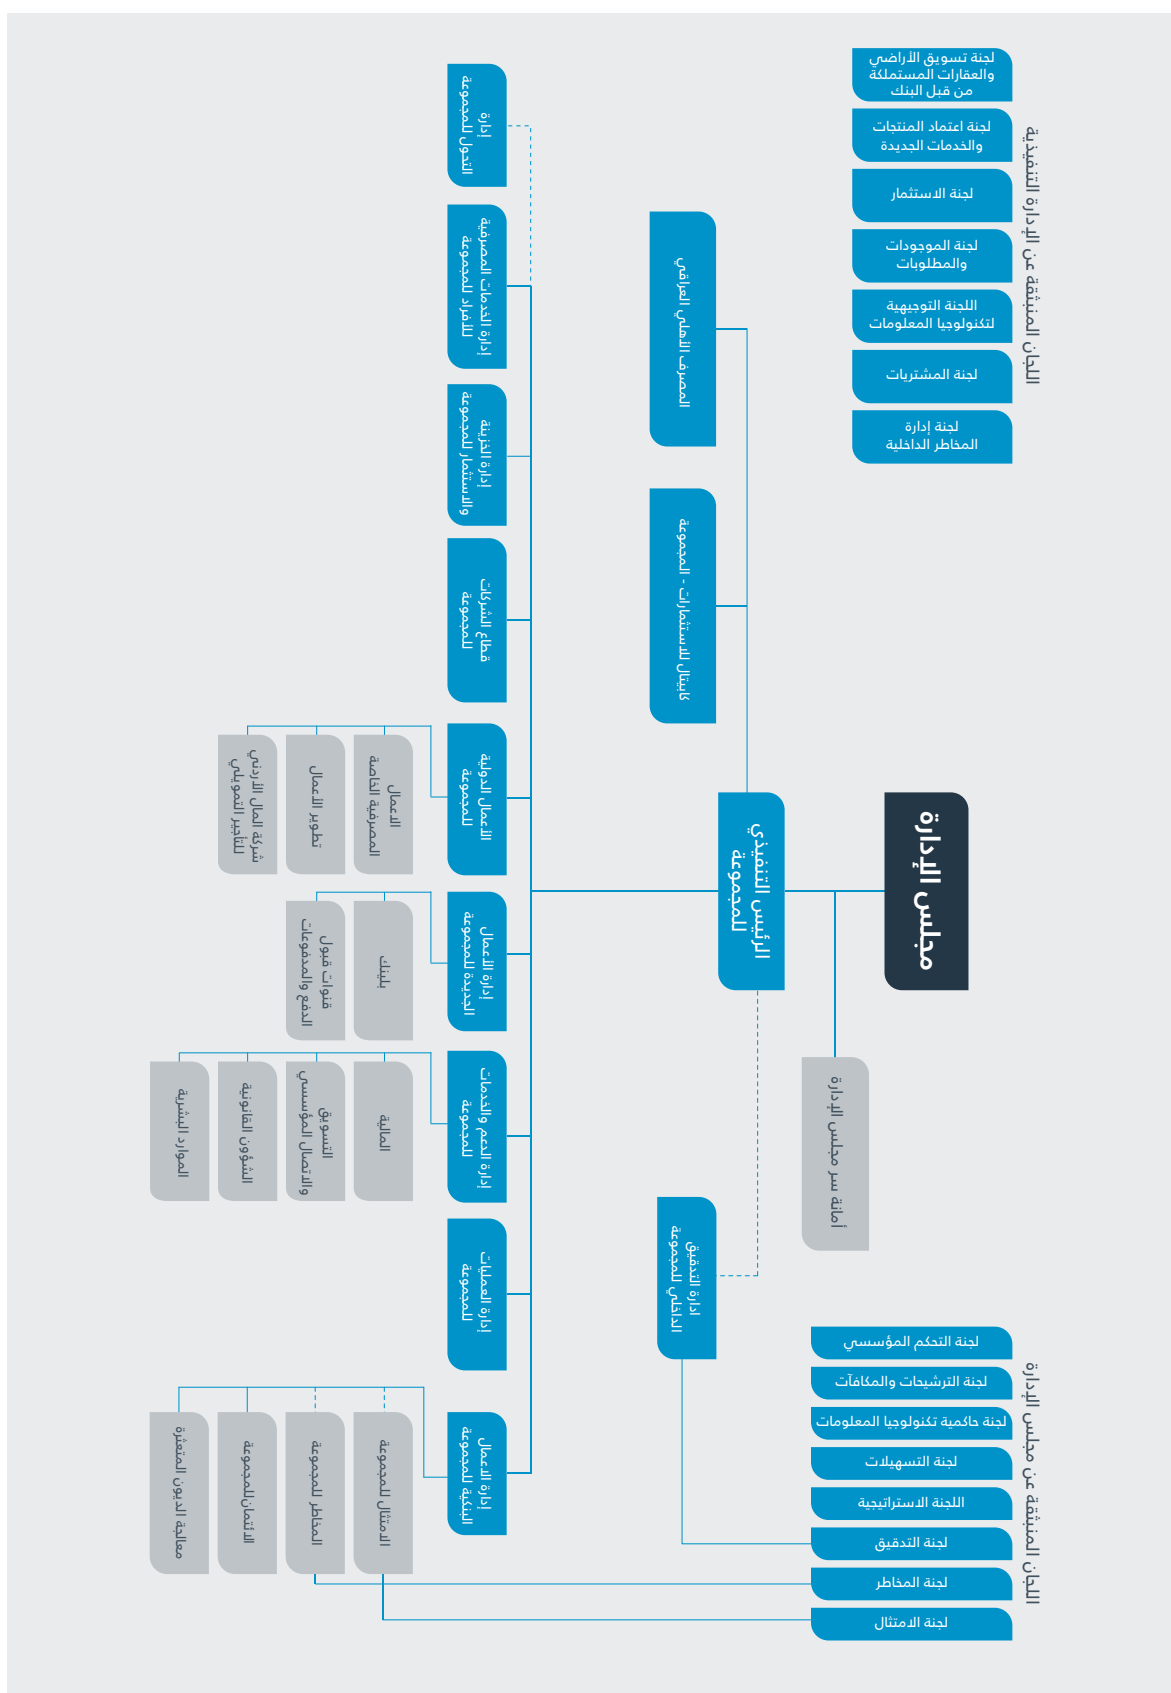 اللجان المنبثقة عن الإدارة التنفيذية
لجنة تسويق الأراضي
والعقارات المستملكة
من قبل البنك
لجنة اعتماد المنتجات
والخدمات الجديدة
لجنة الاستثمار
لجنة الموجودات
والمطلوبات
اللجنة التوجيهية
لتكنولوجيا المعلومات
لجنة المشتريات
لجنة إدارة
المخاطر الداخلية
مجلس الإدارة
أمانة سر مجلس الإدارة
اللجان المنبثقة عن مجلس الإدارة
لجنة التحكم المؤسسي
لجنة الترشيحات والمكافآت
لجنة حاكمية تكنولوجيا المعلومات
لجنة التسهيلات
اللجنة الاستراتيجية
لجنة التدقيق
لجنة المخاطر
لجنة الامتثال
الرئيس التنفيذي
للمجموعة
المصرف الأهلي العراقي
كابيتال للاستثمارات - المجموعة
ادارة التدقيق
الداخلي للمجموعة
إدارة
التحول للمجموعة
إدارة الخدمات المصرفية
للأفراد للمجموعة
إدارة الخزينة
والاستثمار للمجموعة
قطاع الشركات
للمجموعة
الأعمال الدولية
للمجموعة
الاعمال
المصرفية الخاصة
تطوير الأعمال
شركة المال الأردني
للتأجير التمويلي
إدارة الأعمال
الجديدة للمجموعة
بلينك
قنوات قبول
الدفع والمدفوعات
إدارة الدعم والخدمات
للمجموعة
المالية
التسويق
والاتصال المؤسسي
الشؤون القانونية
الموارد البشرية
إدارة العمليات
للمجموعة
إدارة الاعمال
البنكية للمجموعة
الامتثال للمجموعة
المخاطر للمجموعة
الائتمان للمجموعة
معالجة الديون المتعثرة